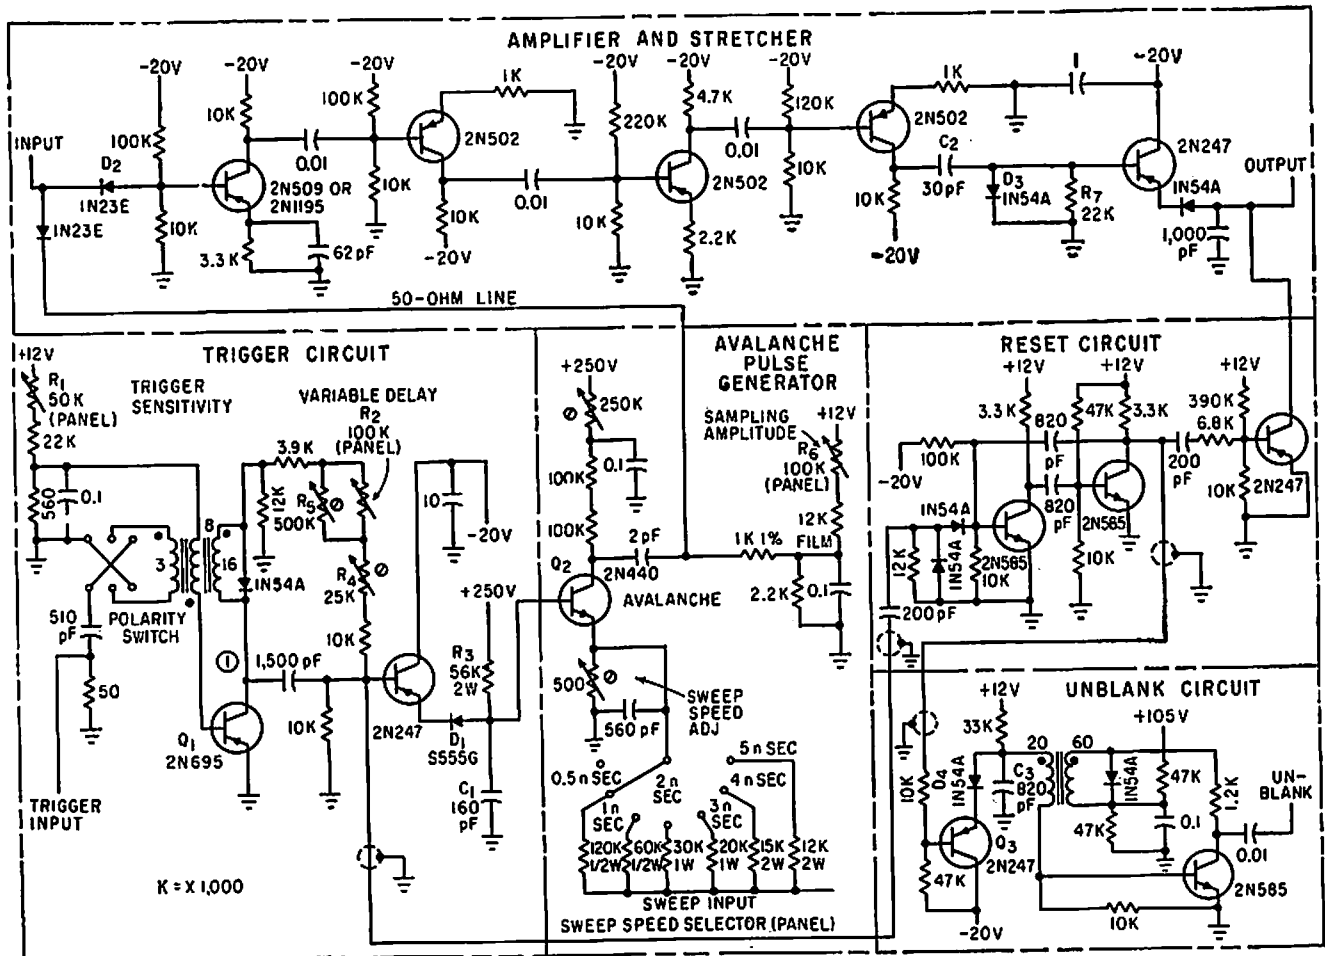 AMPLIFIER AND STRETCHER
-20V
-20V
-20V
-20V
-20V
-20V
-20V
10K
100K
1K
4.7K
120K
1K
1
100K
2N502
220K
2N502
2N247
INPUT
D2
0.01
0.01
C2
OUTPUT
1N23E
2N509 OR
2N1195
10K
2N502
10K
30pF
D3
1N54A
R7
22K
1N54A
1N23E
10K
10K
0.01
10K
10K
3.3K
62pF
-20V
2.2K
-20V
1,000
pF
50-OHM LINE
TRIGGER CIRCUIT
+12V
R1
50K
(PANEL)
TRIGGER
SENSITIVITY
VARIABLE DELAY
R2
100K
(PANEL)
22K
3.9K
560
0.1
12K
R5
500K
10
-20V
8
3
16
1N54A
R4
25K
POLARITY
SWITCH
510
pF
10K
+250V
1
1,500 pF
R3
56K
2W
50
10K
Q1
2N695
2N247
D1
S555G
C1
160
pF
TRIGGER
INPUT
K = X 1,000
AVALANCHE
PULSE
GENERATOR
+250V
250K
SAMPLING
AMPLITUDE
+12V
R6
100K
(PANEL)
0.1
100K
100K
12K
FILM
2pF
1K 1%
Q2
2N440
AVALANCHE
2.2K
0.1
500
560 pF
SWEEP
SPEED
ADJ
0.5 n SEC
1 n
SEC
2 n
SEC
3 n
SEC
4 n SEC
5 n SEC
120K
1/2W
60K
1/2W
30K
1W
20K
1W
15K
2W
12K
2W
SWEEP INPUT
SWEEP SPEED SELECTOR (PANEL)
RESET CIRCUIT
+12V
+12V
+12V
3.3K
820
pF
47K
3.3K
390K
6.8K
100K
200
pF
-20V
820
pF
2N585
10K
2N247
1N54A
12K
1N54A
2N585
10K
10K
200pF
UNBLANK CIRCUIT
+12V
+105V
33K
20
60
10K
D4
1N54A
C3
820
pF
1N54A
47K
1.2K
UN-
BLANK
47K
0.1
0.01
Q3
2N247
47K
2N585
10K
-20V